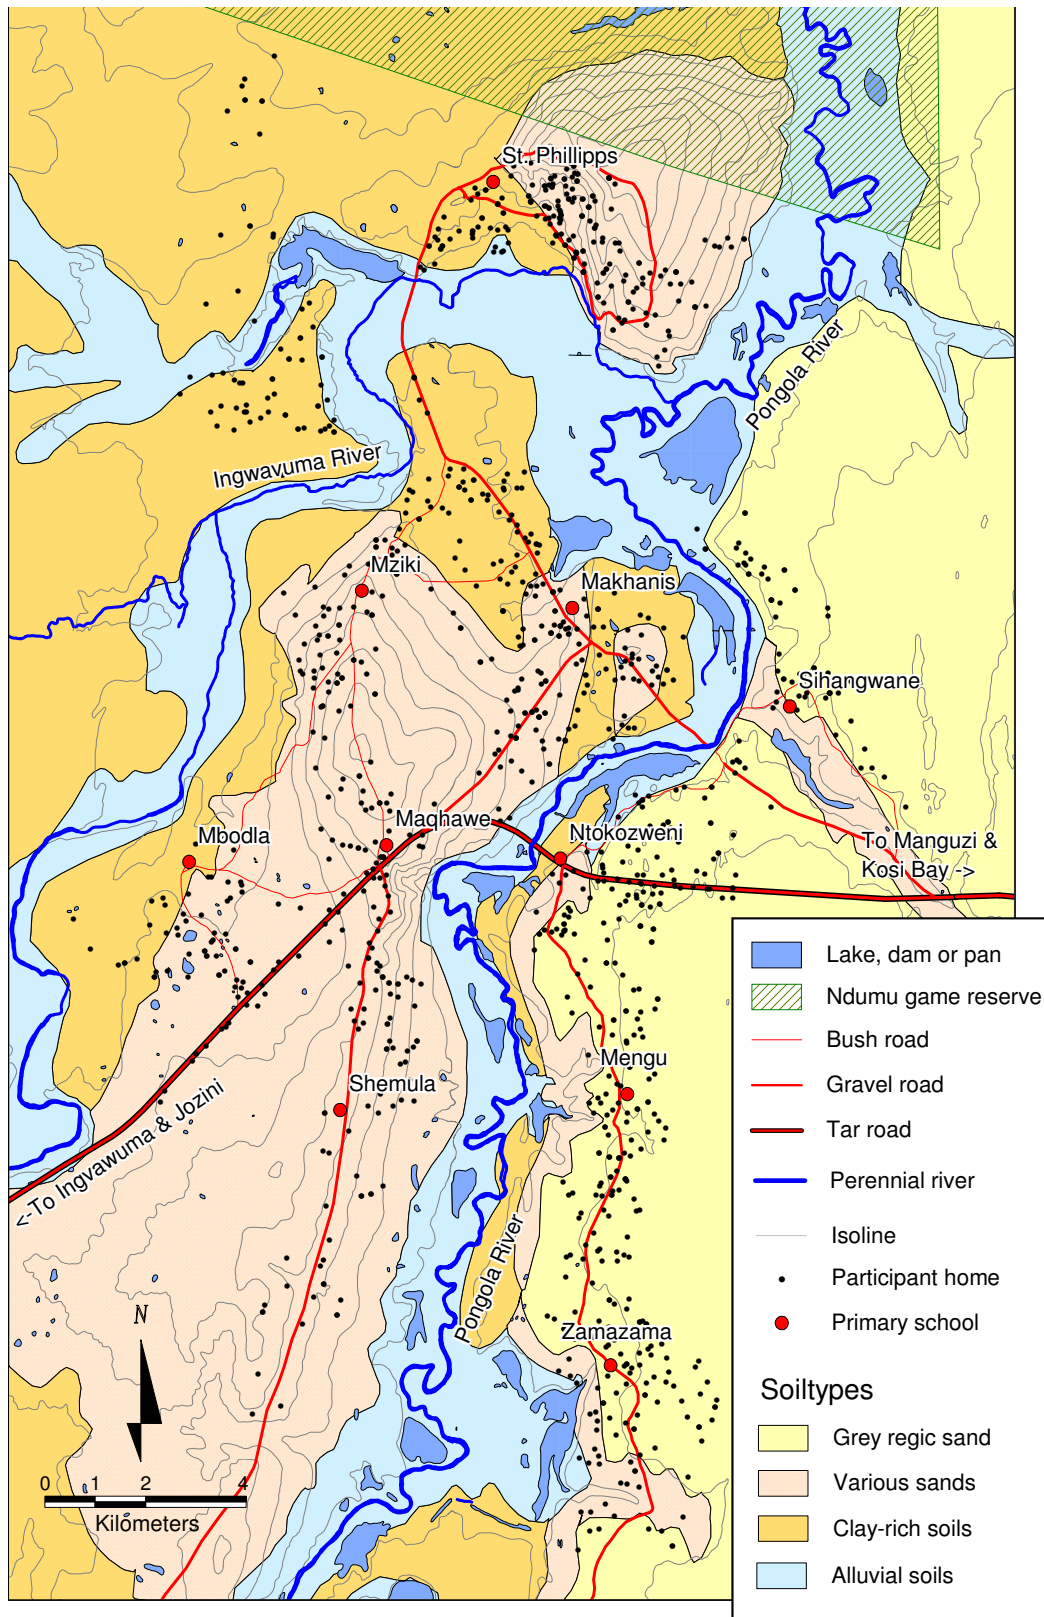 St. Phillipps
Pongola River
Ingwavuma River
Mziki
Makhanis
Sihangwane
Maqhawe
Mbodla
Ntokozweni
To Manguzi &
Kosi Bay ->
Mengu
Shemula
<-To Ingvawuma & Jozini
Pongola River
Zamazama
N
0 1 2 4
Kilometers
Lake, dam or pan
Ndumu game reserve
Bush road
Gravel road
Tar road
Perennial river
Isoline
Participant home
Primary school
Soiltypes
Grey regic sand
Various sands
Clay-rich soils
Alluvial soils